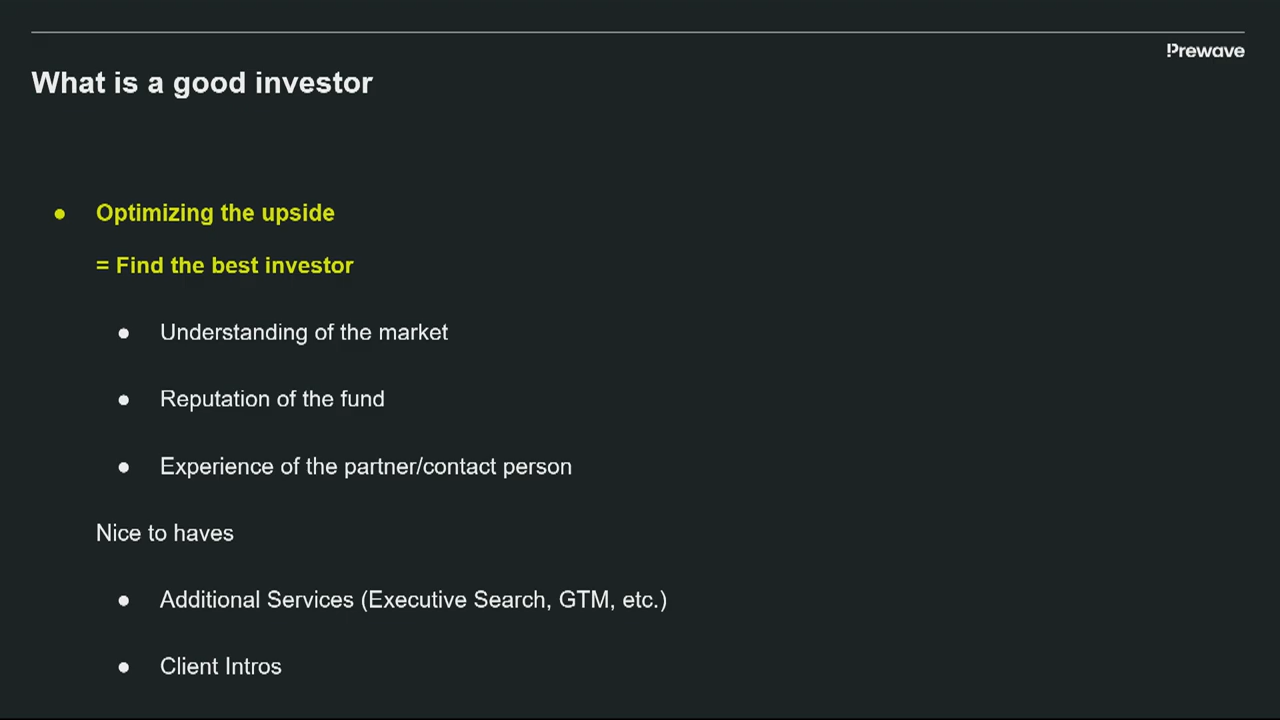 Prewave
What is a good investor
● Optimizing the upside
= Find the best investor
● Understanding of the market
● Reputation of the fund
● Experience of the partner/contact person
Nice to haves
● Additional Services (Executive Search, GTM, etc.)
● Client Intros